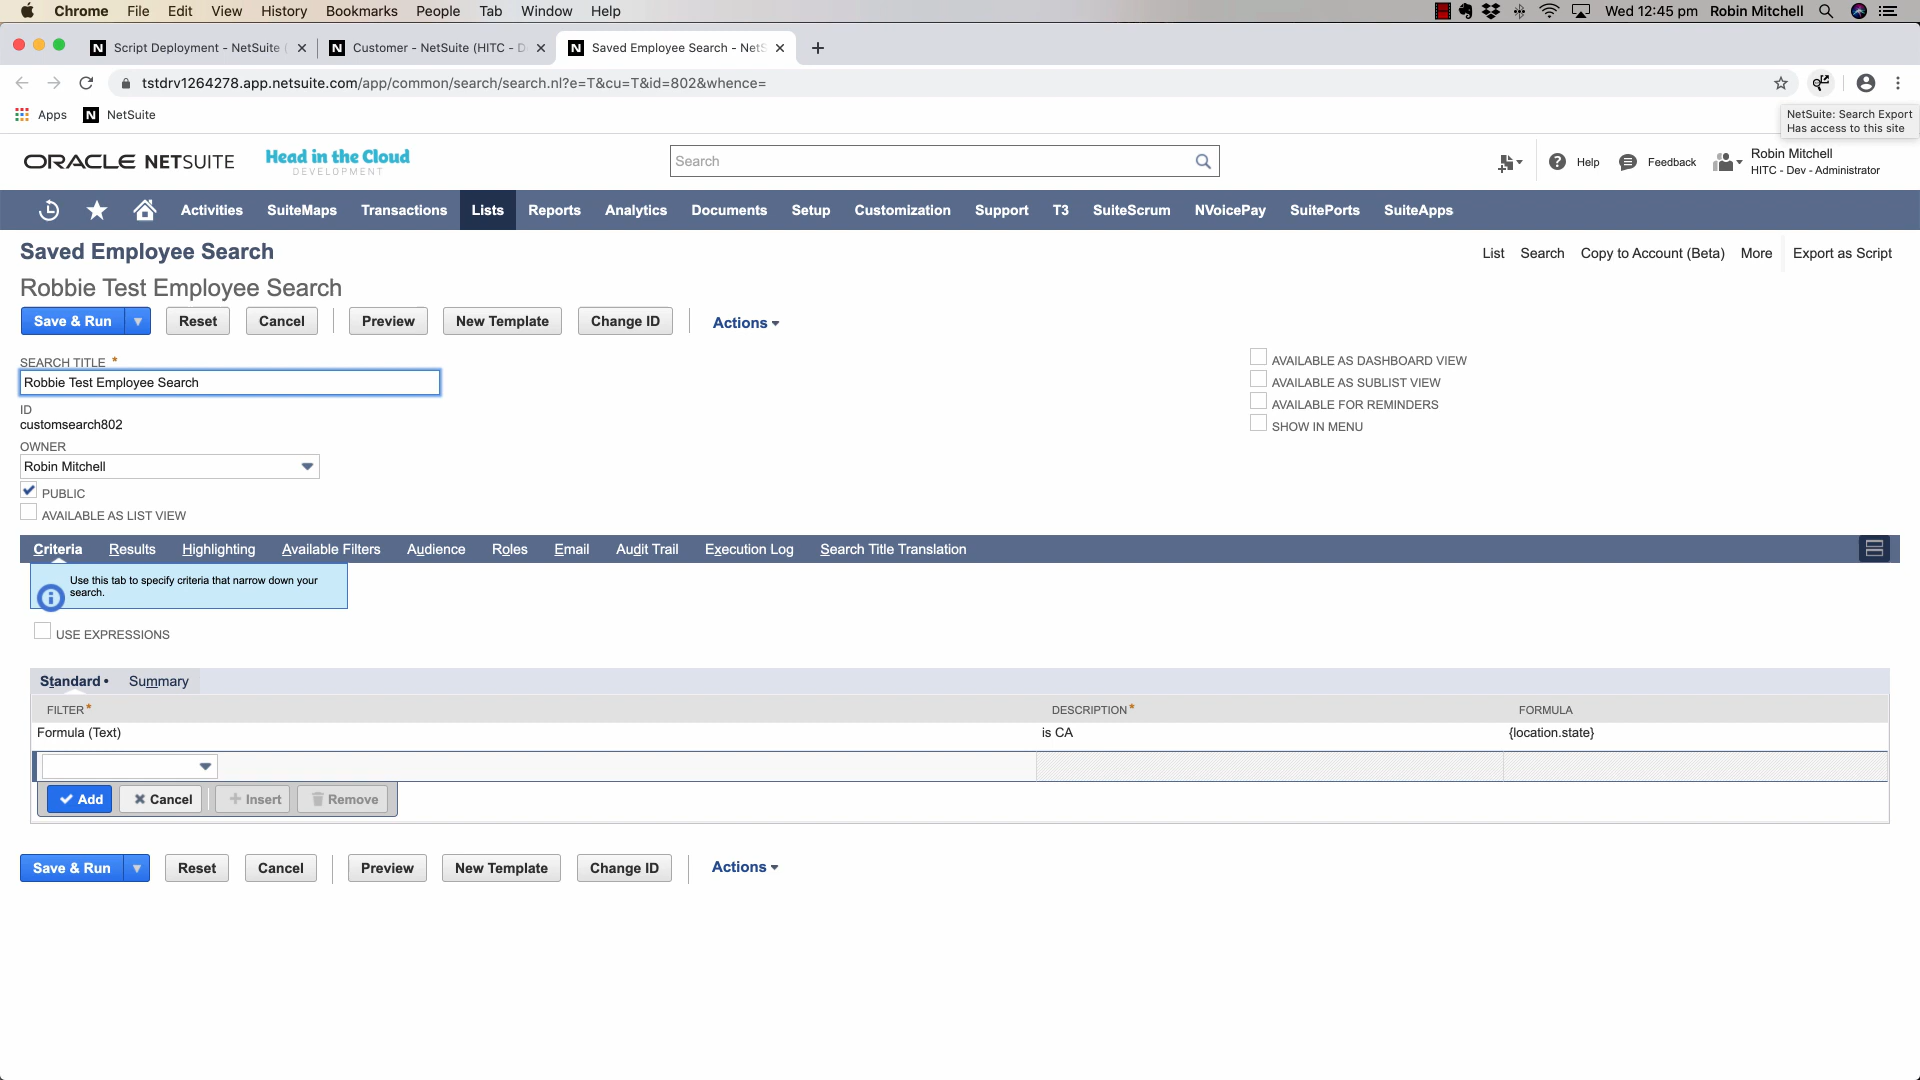 Chrome File Edit View History Bookmarks People Tab Window Help Wed 12:45 pm Robin Mitchell
Script Deployment - NetSuite ( Customer - NetSuite (HITC - D Saved Employee Search - NetS
tstdrv1264278.app.netsuite.com/app/common/search/search.nl?e=T&cu=T&id=802&whence=
Apps N NetSuite
NetSuite: Search Export
Has access to this site
ORACLE NETSUITE Head in the Cloud
DEVELOPMENT
Search
Help Feedback Robin Mitchell
HITC - Dev - Administrator
Activities SuiteMaps Transactions Lists Reports Analytics Documents Setup Customization Support T3 SuiteScrum NVoicePay SuitePorts SuiteApps
Saved Employee Search List Search Copy to Account (Beta) More Export as Script
Robbie Test Employee Search
Save & Run Reset Cancel Preview New Template Change ID Actions
SEARCH TITLE *
Robbie Test Employee Search
ID
customsearch802
OWNER
Robin Mitchell
PUBLIC
AVAILABLE AS LIST VIEW
AVAILABLE AS DASHBOARD VIEW
AVAILABLE AS SUBLIST VIEW
AVAILABLE FOR REMINDERS
SHOW IN MENU
Criteria Results Highlighting Available Filters Audience Roles Email Audit Trail Execution Log Search Title Translation
Use this tab to specify criteria that narrow down your
search.
USE EXPRESSIONS
Standard • Summary
FILTER * DESCRIPTION * FORMULA
Formula (Text) is CA {location.state}
Add Cancel Insert Remove
Save & Run Reset Cancel Preview New Template Change ID Actions